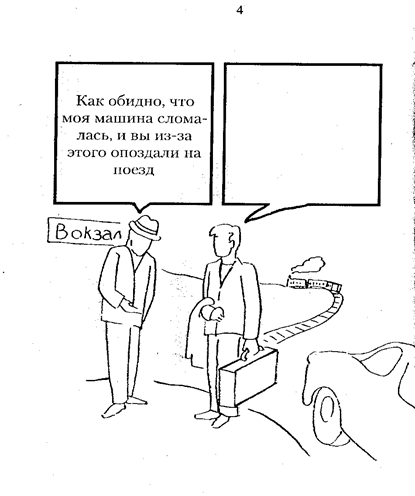 4
Как обидно, что
моя машина слома-
лась, и вы из-за
этого опоздали на
поезд
Вокзал